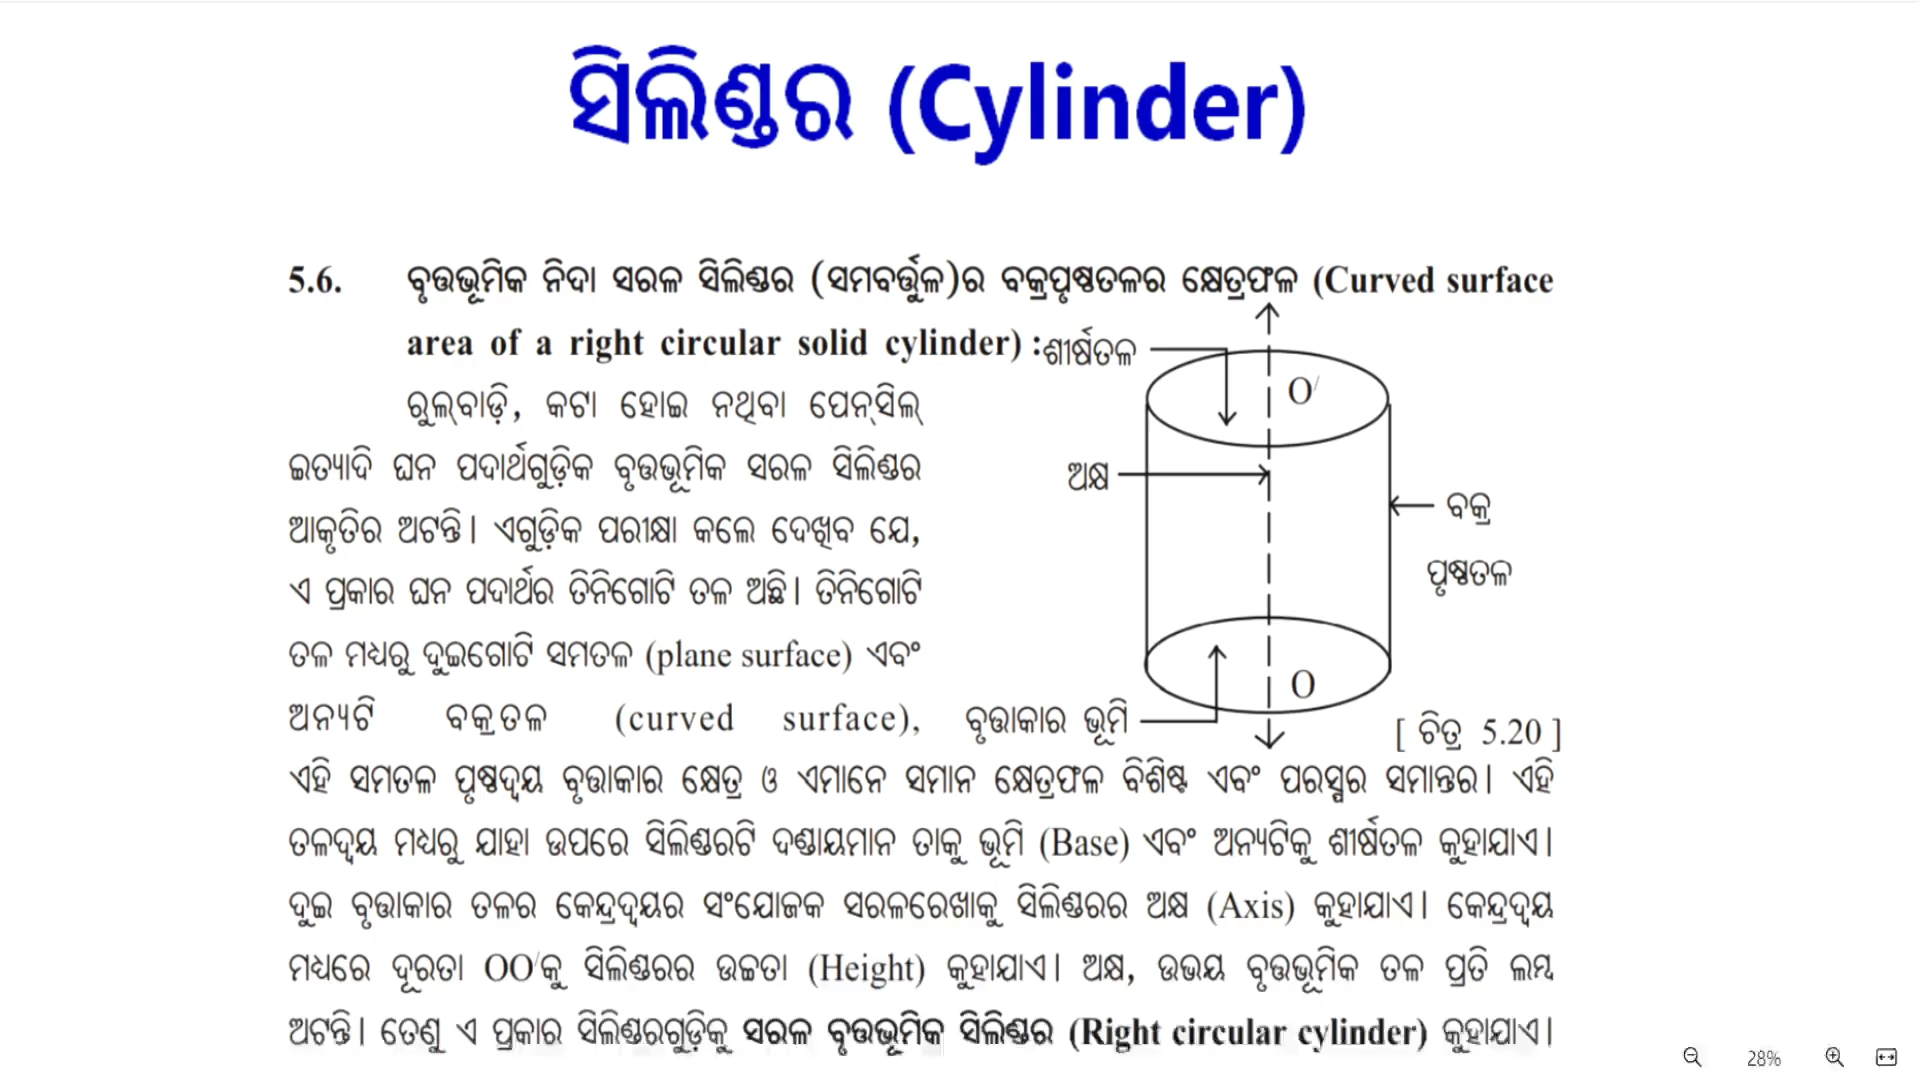 ସିଲିଣ୍ଡର (Cylinder)
5.6. ବୃତ୍ତଭୂମିକ ନିଦା ସରଳ ସିଲିଣ୍ଡର (ସମବର୍ତ୍ତୁଳ)ର ବକ୍ରପୃଷ୍ଠତଳର କ୍ଷେତ୍ରଫଳ (Curved surface
area of a right circular solid cylinder) :
ଶୀର୍ଷତଳ
O/
ରୁଲ୍‌ବାଡ଼ି, କଟା ହୋଇ ନଥିବା ପେନ୍‌ସିଲ୍
ଇତ୍ୟାଦି ଘନ ପଦାର୍ଥଗୁଡ଼ିକ ବୃତ୍ତଭୂମିକ ସରଳ ସିଲିଣ୍ଡର
ଅକ୍ଷ
ଆକୃତିର ଅଟନ୍ତି। ଏଗୁଡ଼ିକ ପରୀକ୍ଷା କଲେ ଦେଖିବ ଯେ,
ବକ୍ର
ପୃଷ୍ଠତଳ
ଏ ପ୍ରକାର ଘନ ପଦାର୍ଥର ତିନିଗୋଟି ତଳ ଅଛି। ତିନିଗୋଟି
ତଳ ମଧ୍ୟରୁ ଦୁଇଗୋଟି ସମତଳ (plane surface) ଏବଂ
O
ଅନ୍ୟଟି ବକ୍ରତଳ (curved surface),
ବୃତ୍ତାକାର ଭୂମି
[ ଚିତ୍ର 5.20 ]
ଏହି ସମତଳ ପୃଷ୍ଠଦ୍ୱୟ ବୃତ୍ତାକାର କ୍ଷେତ୍ର ଓ ଏମାନେ ସମାନ କ୍ଷେତ୍ରଫଳ ବିଶିଷ୍ଟ ଏବଂ ପରସ୍ପର ସମାନ୍ତର। ଏହି
ତଳଦ୍ୱୟ ମଧ୍ୟରୁ ଯାହା ଉପରେ ସିଲିଣ୍ଡରଟି ଦଣ୍ଡାୟମାନ ତାକୁ ଭୂମି (Base) ଏବଂ ଅନ୍ୟଟିକୁ ଶୀର୍ଷତଳ କୁହାଯାଏ।
ଦୁଇ ବୃତ୍ତାକାର ତଳର କେନ୍ଦ୍ରଦ୍ୱୟର ସଂଯୋଜକ ସରଳରେଖାକୁ ସିଲିଣ୍ଡରର ଅକ୍ଷ (Axis) କୁହାଯାଏ। କେନ୍ଦ୍ରଦ୍ୱୟ
ମଧ୍ୟରେ ଦୂରତା OO/କୁ ସିଲିଣ୍ଡରର ଉଚ୍ଚତା (Height) କୁହାଯାଏ। ଅକ୍ଷ, ଉଭୟ ବୃତ୍ତଭୂମିକ ତଳ ପ୍ରତି ଲମ୍ବ
ଅଟନ୍ତି। ତେଣୁ ଏ ପ୍ରକାର ସିଲିଣ୍ଡରଗୁଡ଼ିକୁ ସରଳ ବୃତ୍ତଭୂମିକ ସିଲିଣ୍ଡର (Right circular cylinder) କୁହାଯାଏ।
28%